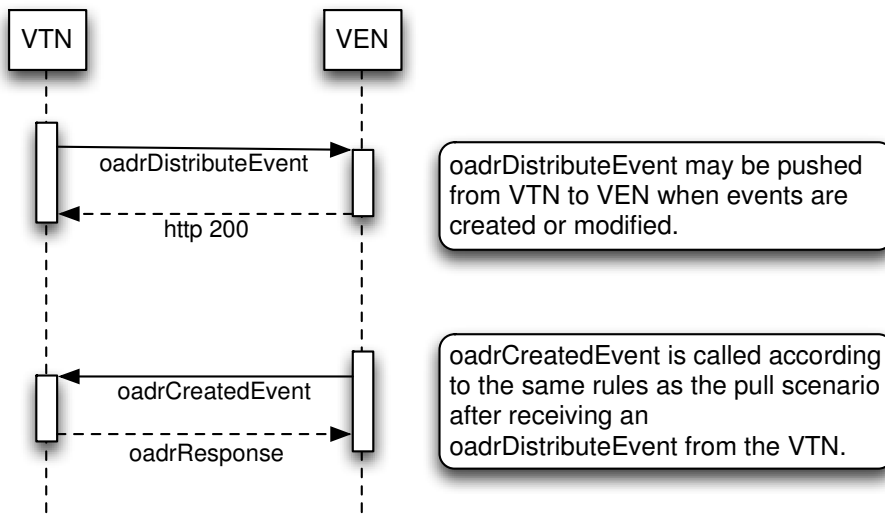 VTN
VEN
oadrDistributeEvent
http 200
oadrDistributeEvent may be pushed
from VTN to VEN when events are
created or modified.
oadrCreatedEvent
oadrResponse
oadrCreatedEvent is called according
to the same rules as the pull scenario
after receiving an
oadrDistributeEvent from the VTN.